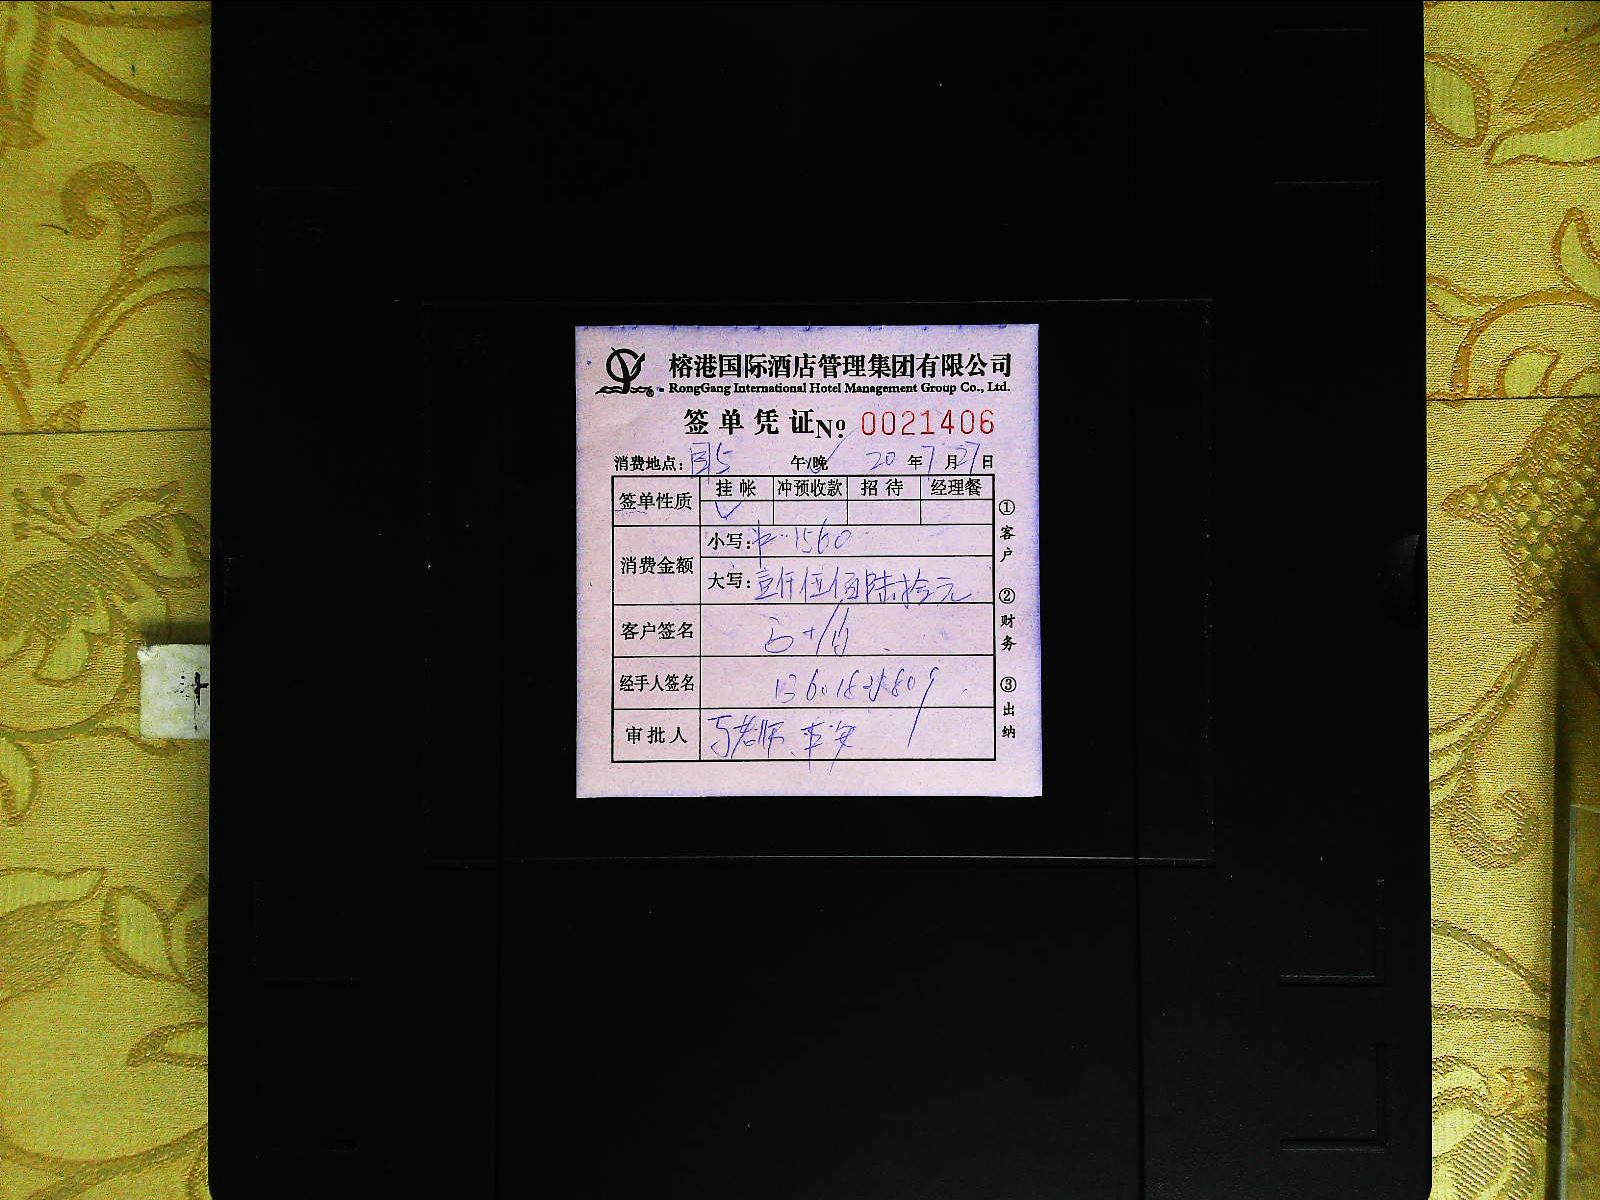 榕港国际酒店管理集团有限公司
RongGang International Hotel Management Group Co., Ltd.
签单凭证 Nº 0021406
消费地点: 午/晚 20年7月27日
签单性质 挂帐 冲预收款 招待 经理餐
消费金额
小写: 1560
大写: 壹仟伍佰陆拾元
客户签名
经手人签名
审批人
①客户 ②财务 ③出纳